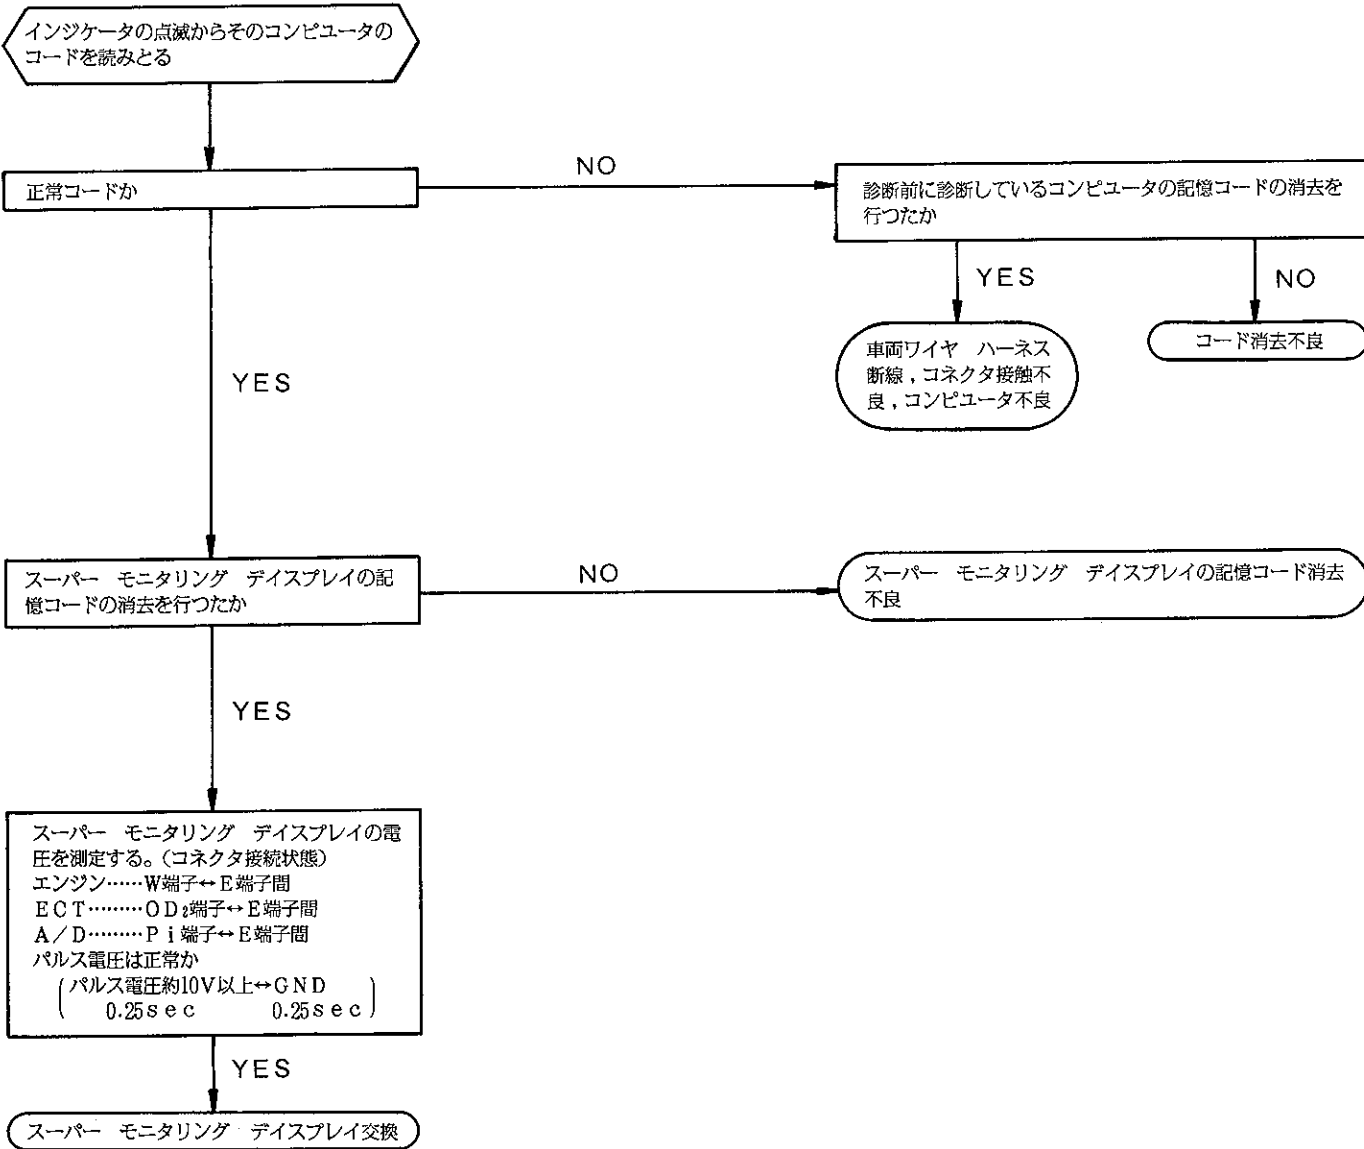 インジケータの点滅からそのコンピユータの
コードを読みとる
正常コードか
NO
診断前に診断しているコンピユータの記憶コードの消去を
行つたか
YES
NO
車両ワイヤ ハーネス
断線，コネクタ接触不
良，コンピユータ不良
コード消去不良
YES
スーパー モニタリング デイスプレイの記
憶コードの消去を行つたか
NO
スーパー モニタリング デイスプレイの記憶コード消去
不良
YES
スーパー モニタリング デイスプレイの電
圧を測定する。（コネクタ接続状態）
エンジン……W端子↔E端子間
ECT………OD₂端子↔E端子間
A／D………Pi端子↔E端子間
パルス電圧は正常か
（パルス電圧約10V以上↔GND
0.25sec 0.25sec）
YES
スーパー モニタリング デイスプレイ交換